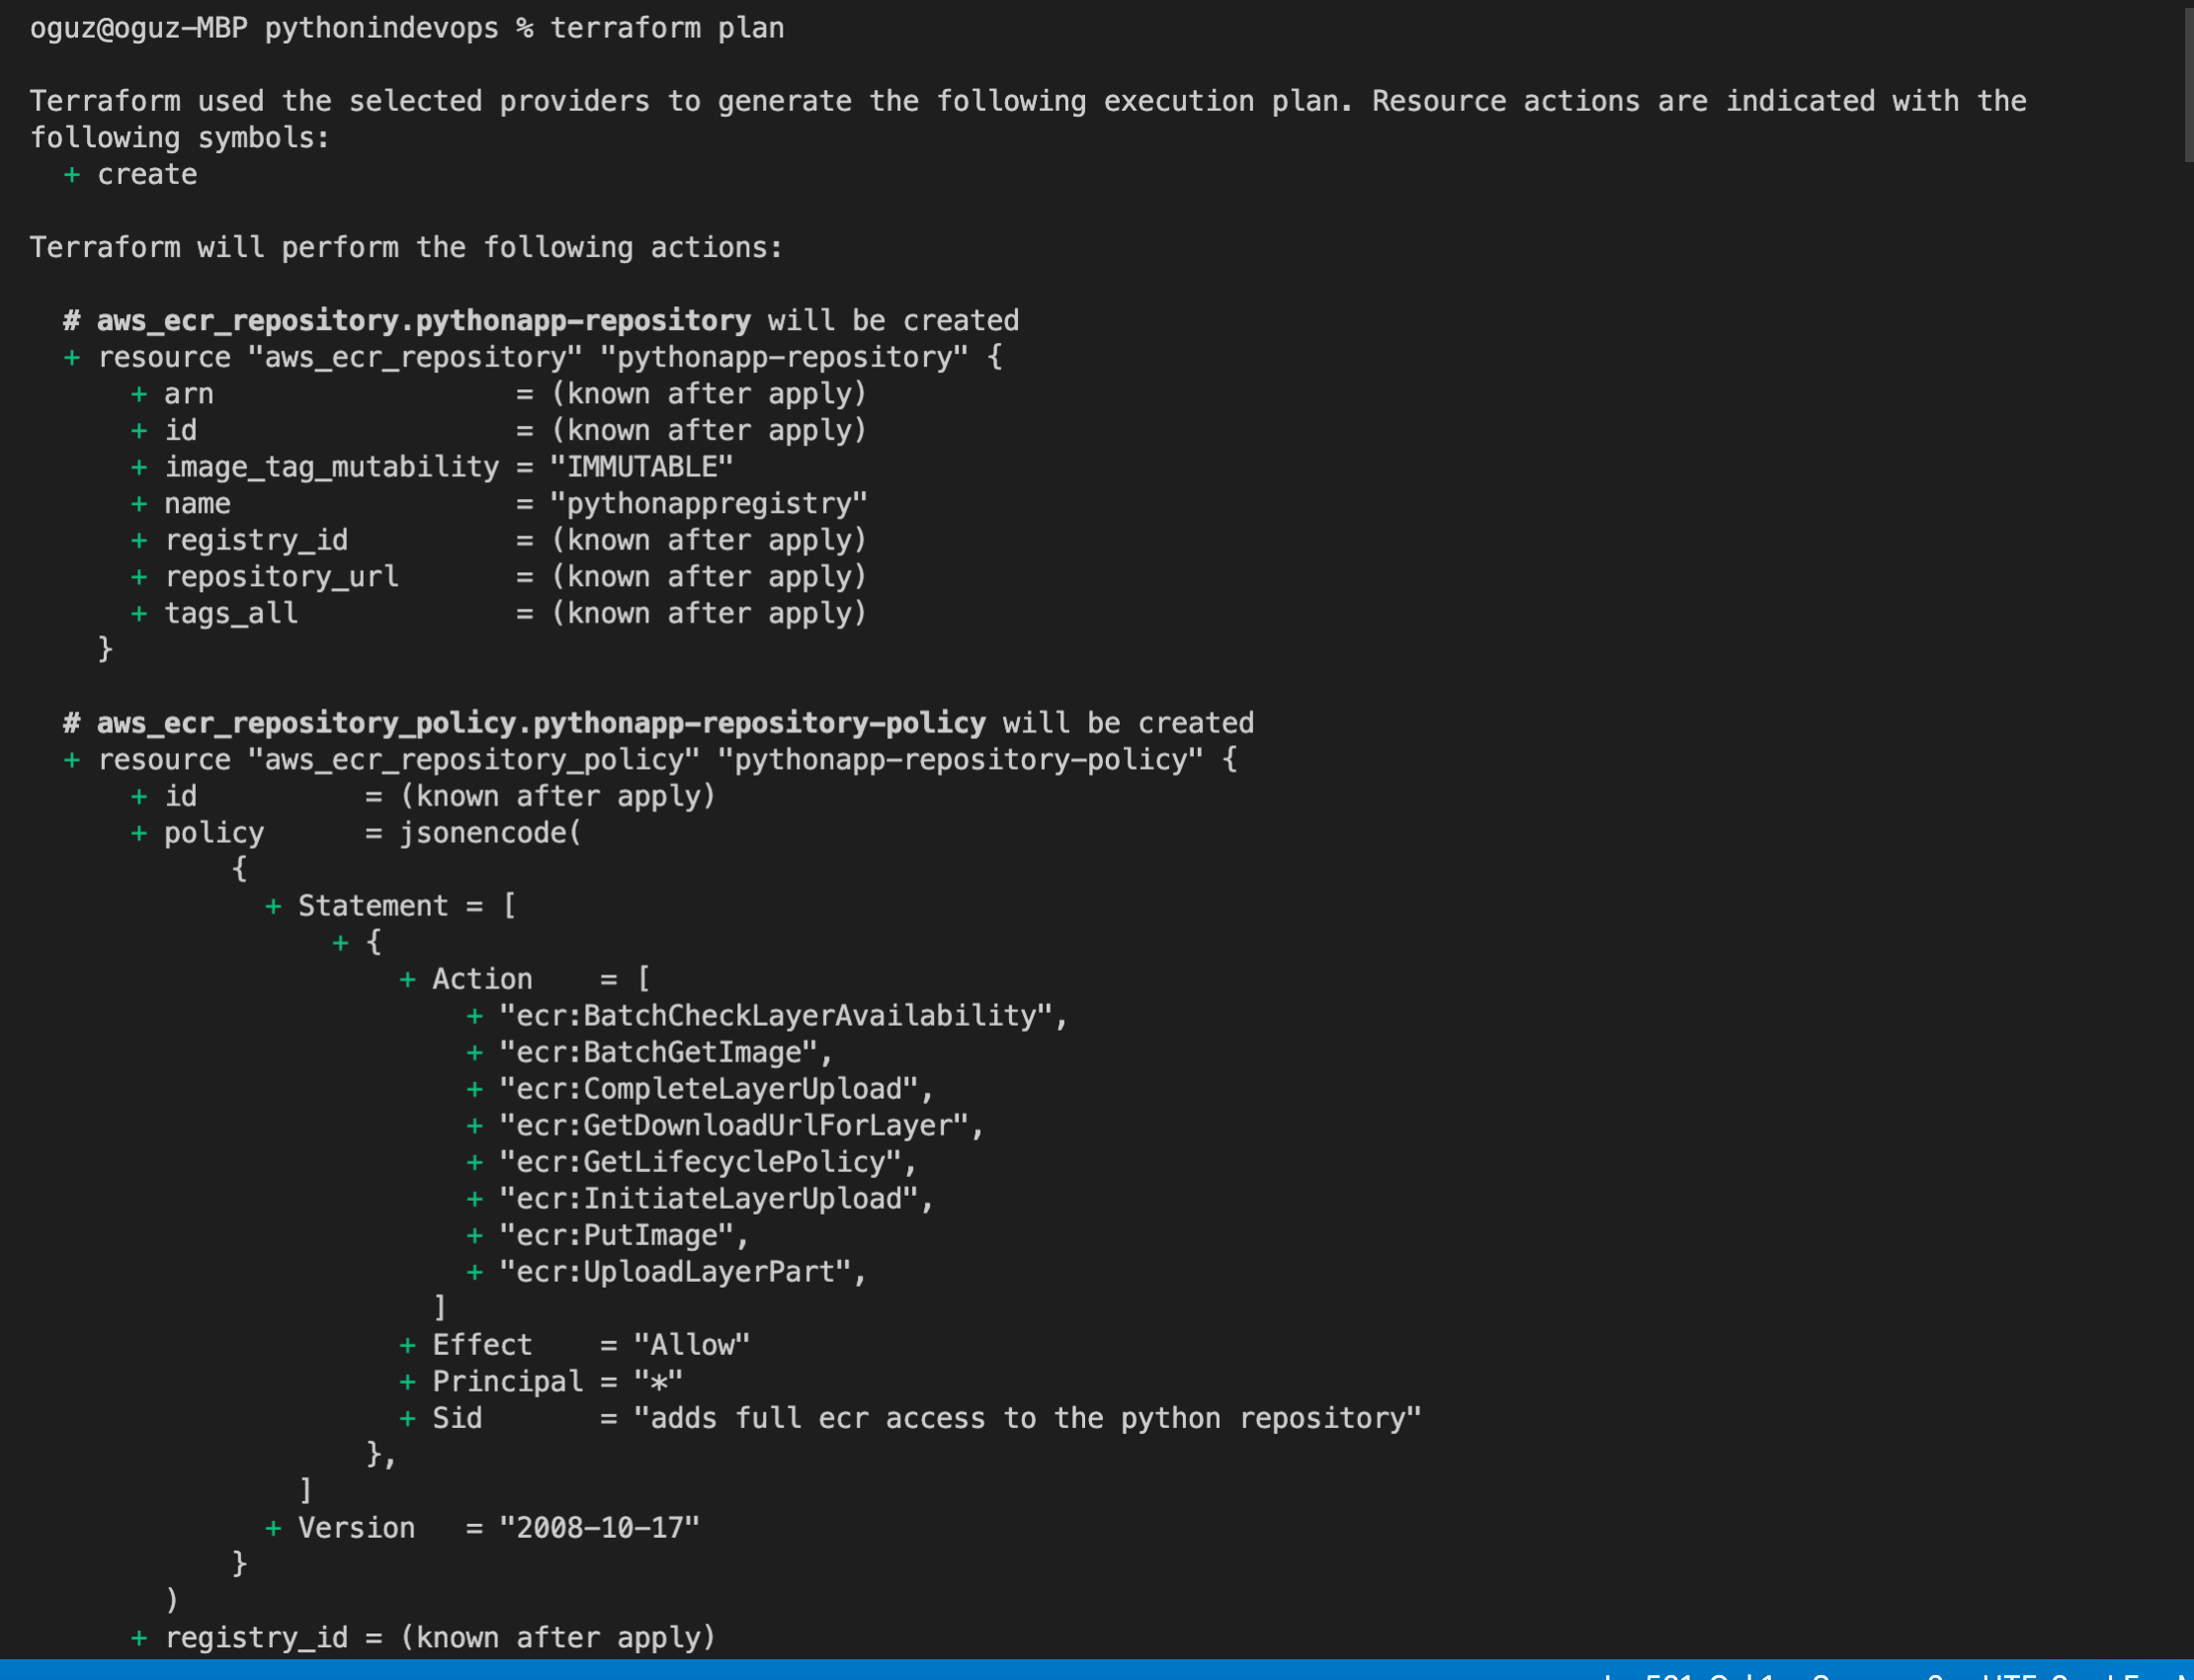 oguz@oguz-MBP pythonindevops % terraform plan
Terraform used the selected providers to generate the following execution plan. Resource actions are indicated with the
following symbols:
  + create
Terraform will perform the following actions:
  # aws_ecr_repository.pythonapp-repository will be created
  + resource "aws_ecr_repository" "pythonapp-repository" {
      + arn                  = (known after apply)
      + id                   = (known after apply)
      + image_tag_mutability = "IMMUTABLE"
      + name                 = "pythonappregistry"
      + registry_id          = (known after apply)
      + repository_url       = (known after apply)
      + tags_all             = (known after apply)
    }
  # aws_ecr_repository_policy.pythonapp-repository-policy will be created
  + resource "aws_ecr_repository_policy" "pythonapp-repository-policy" {
      + id          = (known after apply)
      + policy      = jsonencode(
            {
              + Statement = [
                  + {
                      + Action    = [
                          + "ecr:BatchCheckLayerAvailability",
                          + "ecr:BatchGetImage",
                          + "ecr:CompleteLayerUpload",
                          + "ecr:GetDownloadUrlForLayer",
                          + "ecr:GetLifecyclePolicy",
                          + "ecr:InitiateLayerUpload",
                          + "ecr:PutImage",
                          + "ecr:UploadLayerPart",
                        ]
                      + Effect    = "Allow"
                      + Principal = "*"
                      + Sid       = "adds full ecr access to the python repository"
                    },
                ]
              + Version   = "2008-10-17"
            }
        )
      + registry_id = (known after apply)